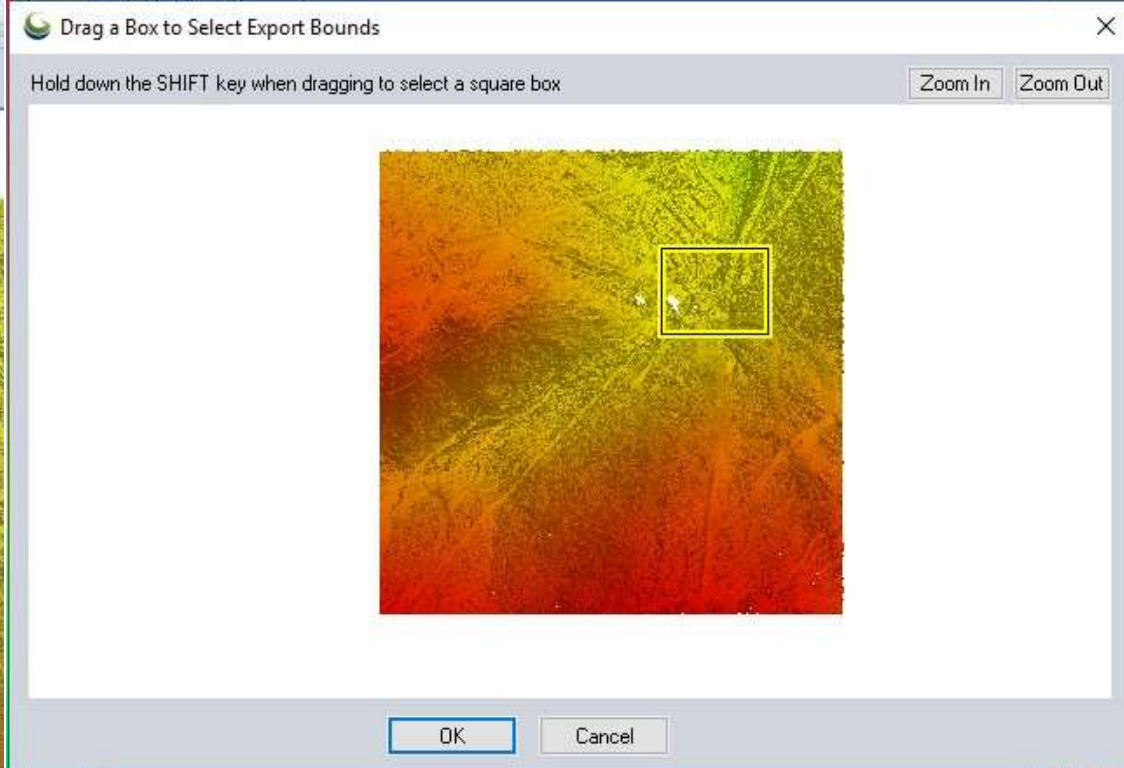 Drag a Box to Select Export Bounds
Hold down the SHIFT key when dragging to select a square box
Zoom In
Zoom Out
OK
Cancel